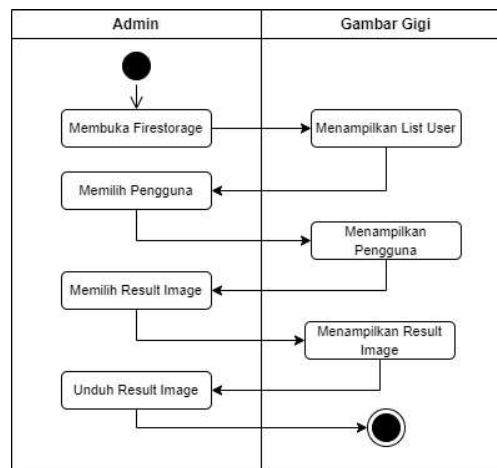 Admin
Gambar Gigi
Membuka Firestorage
Menampilkan List User
Memilih Pengguna
Menampilkan
Pengguna
Memilih Result Image
Menampilkan Result
Image
Unduh Result Image